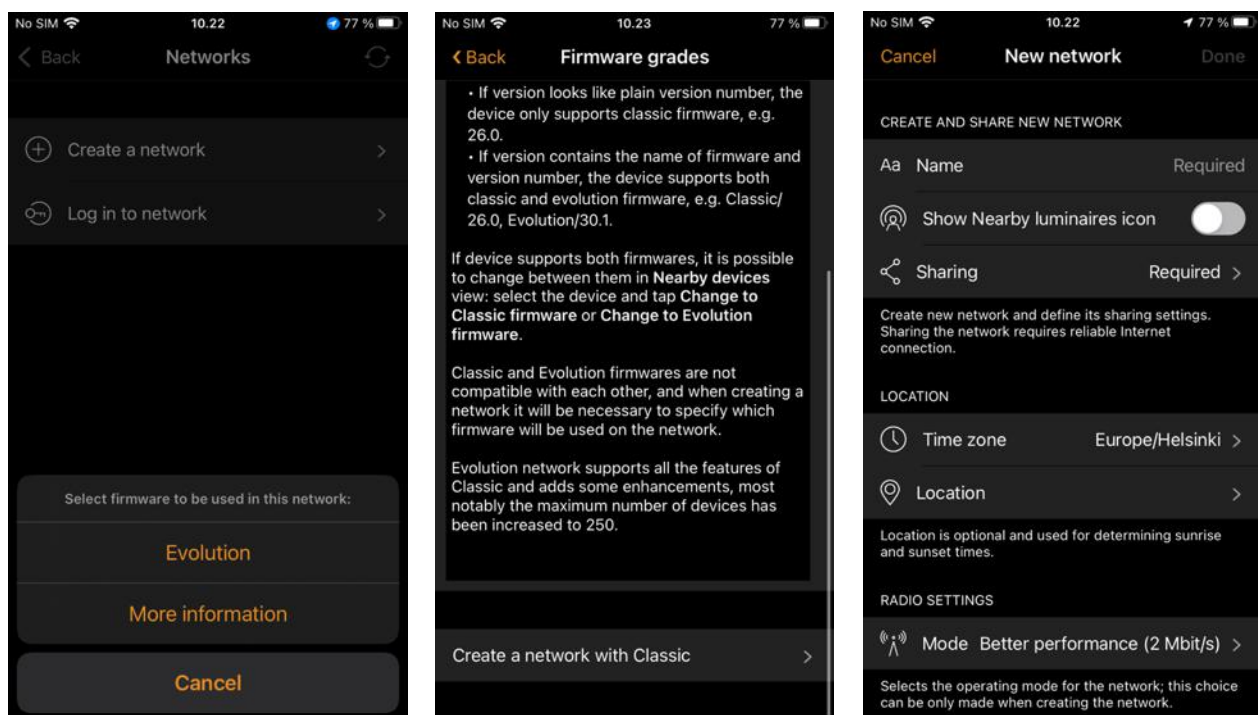 No SIM 10.22 77 %
Back Networks
Create a network
Log in to network
Select firmware to be used in this network:
Evolution
More information
Cancel
No SIM 10.23 77 %
Back Firmware grades
• If version looks like plain version number, the
device only supports classic firmware, e.g.
26.0.
• If version contains the name of firmware and
version number, the device supports both
classic and evolution firmware, e.g. Classic/
26.0, Evolution/30.1.
If device supports both firmwares, it is possible
to change between them in Nearby devices
view: select the device and tap Change to
Classic firmware or Change to Evolution
firmware.
Classic and Evolution firmwares are not
compatible with each other, and when creating a
network it will be necessary to specify which
firmware will be used on the network.
Evolution network supports all the features of
Classic and adds some enhancements, most
notably the maximum number of devices has
been increased to 250.
Create a network with Classic
No SIM 10.22 77 %
Cancel New network Done
CREATE AND SHARE NEW NETWORK
Aa Name Required
Show Nearby luminaires icon
Sharing Required
Create new network and define its sharing settings.
Sharing the network requires reliable Internet
connection.
LOCATION
Time zone Europe/Helsinki
Location
Location is optional and used for determining sunrise
and sunset times.
RADIO SETTINGS
Mode Better performance (2 Mbit/s)
Selects the operating mode for the network; this choice
can be only made when creating the network.